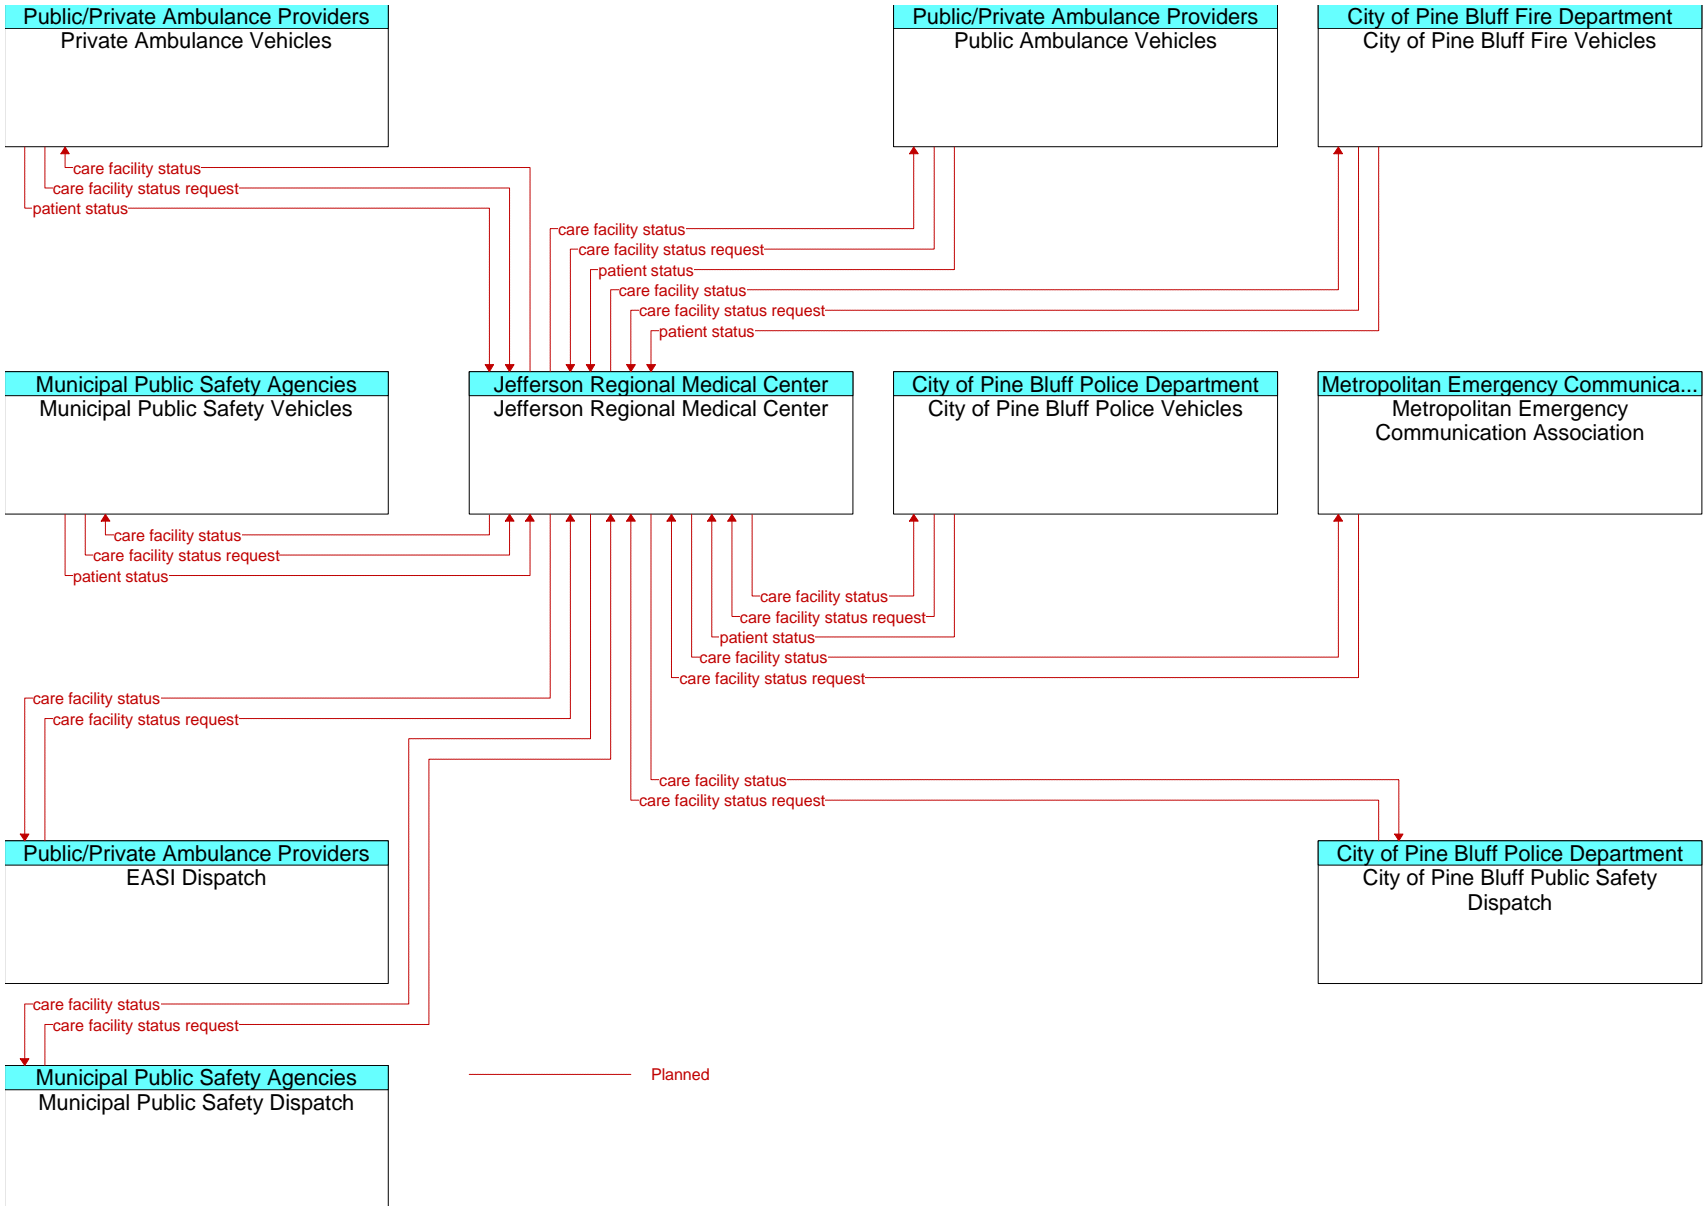 Public/Private Ambulance Providers
Private Ambulance Vehicles
Public/Private Ambulance Providers
Public Ambulance Vehicles
City of Pine Bluff Fire Department
City of Pine Bluff Fire Vehicles
care facility status
care facility status request
patient status
care facility status
care facility status request
patient status
care facility status
care facility status request
patient status
Municipal Public Safety Agencies
Municipal Public Safety Vehicles
Jefferson Regional Medical Center
Jefferson Regional Medical Center
City of Pine Bluff Police Department
City of Pine Bluff Police Vehicles
Metropolitan Emergency Communica...
Metropolitan Emergency
Communication Association
care facility status
care facility status request
patient status
care facility status
care facility status request
patient status
care facility status
care facility status request
care facility status
care facility status request
care facility status
care facility status request
Public/Private Ambulance Providers
EASI Dispatch
City of Pine Bluff Police Department
City of Pine Bluff Public Safety
Dispatch
care facility status
care facility status request
Municipal Public Safety Agencies
Municipal Public Safety Dispatch
Planned